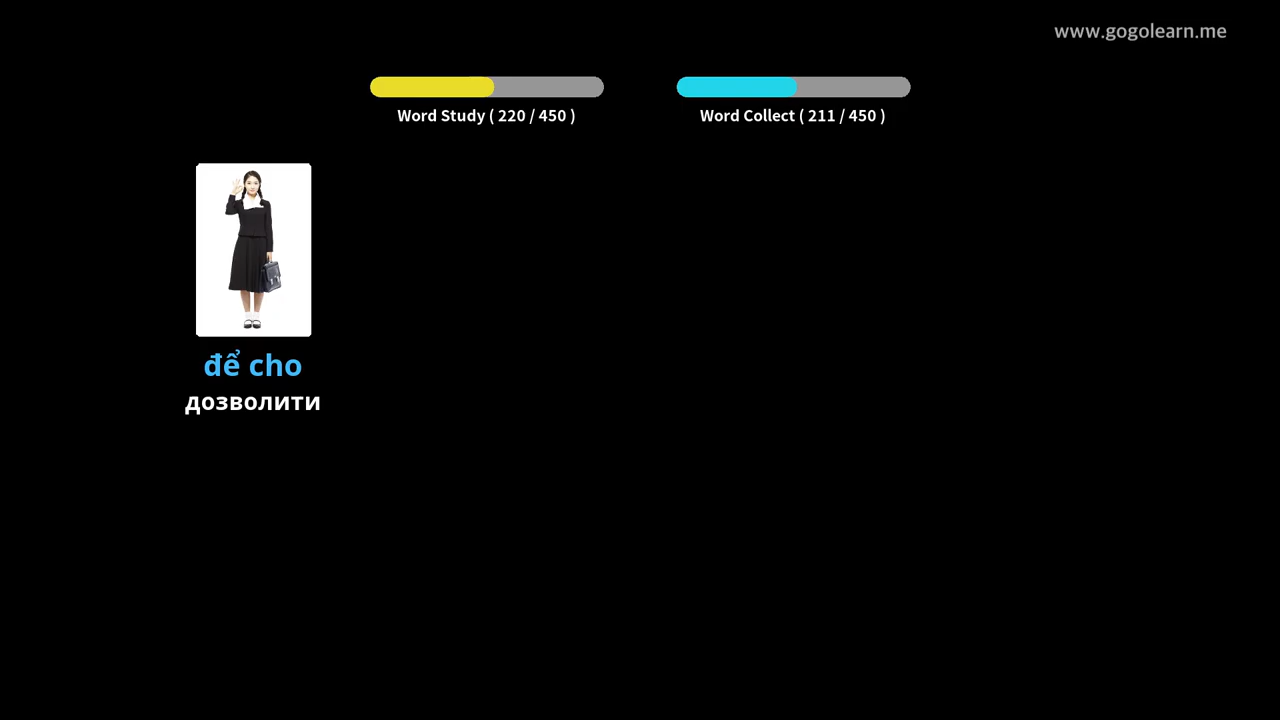 www.gogolearn.me
Word Study ( 220 / 450 )
Word Collect ( 211 / 450 )
để cho
дозволити